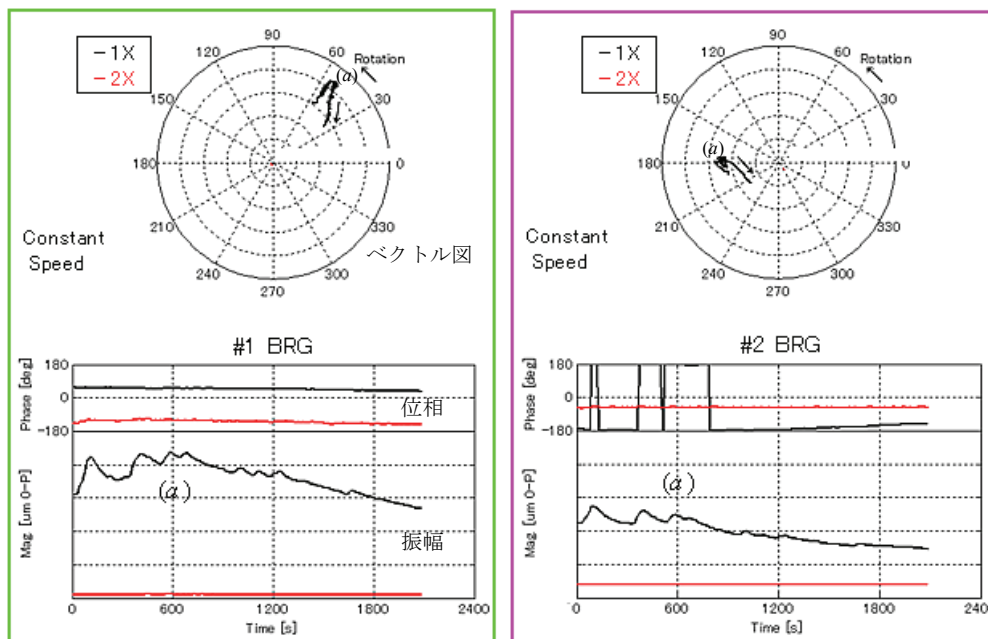 -1X
-2X
90
120
60
(a)
Rotation
150
30
180
0
210
330
Constant
Speed
ベクトル図
240
300
270
#1 BRG
Phase [deg]
180
0
-180
位相
Mag [um O-P]
(a)
振幅
0
600
1200
1800
2400
Time [s]
-1X
-2X
90
120
60
Rotation
150
30
(a)
180
210
330
Constant
Speed
240
300
270
#2 BRG
Phase [deg]
180
0
-180
Mag [um O-P]
(a)
0
600
1200
1800
240
Time [s]